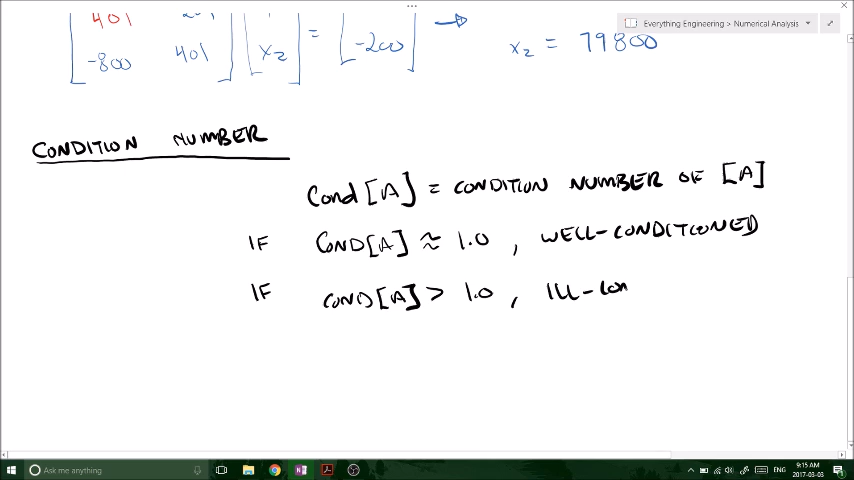 401
-800 401 x₂ = -200 → x₂ = 79800
Everything Engineering > Numerical Analysis
CONDITION NUMBER
Cond [A] = CONDITION NUMBER OF [A]
IF COND[A] ≈ 1.0 , WELL-CONDITIONED
IF COND[A] > 1.0 , ILL-CON
Ask me anything
ENG
9:15 AM
2017-03-03